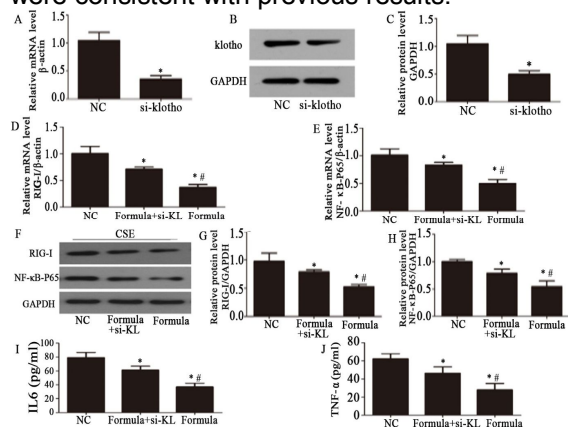 were consistent with previous results.
A
Relative mRNA level
β-actin
1.5
1.0
0.5
0.0
*
NC si-klotho
B
klotho
GAPDH
NC si-klotho
C
Relative protein level
GAPDH
1.5
1.0
0.5
0.0
*
NC si-klotho
D
Relative mRNA level
RIG-I/β-actin
1.5
1.0
0.5
0.0
*
* #
NC Formula+si-KL Formula
E
Relative mRNA level
NF- κB-P65/β-actin
1.5
1.0
0.5
0.0
*
* #
NC Formula+si-KL Formula
F
CSE
RIG-I
NF-κB-P65
GAPDH
NC Formula Formula
+si-KL
G
Relative protein level
RIG-I/GAPDH
1.5
1.0
0.5
0.0
*
* #
NC Formula Formula
+si-KL
H
Relative protein level
NF-κB-P65/GAPDH
1.5
1.0
0.5
0.0
*
* #
NC Formula Formula
+si-KL
I
IL6 (pg/ml)
100
80
60
40
20
0
*
* #
NC Formula+si-KL Formula
J
TNF-α(pg/ml)
80
60
40
20
0
*
* #
NC Formula+si-KL Formula